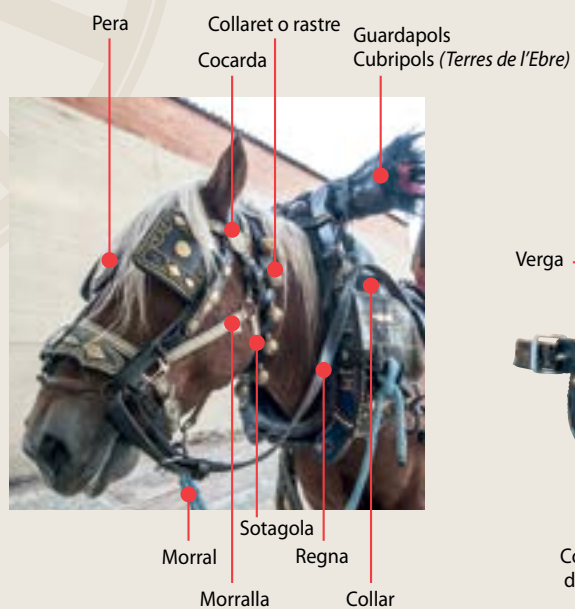 Pera
Collaret o rastre
Cocarda
Guardapols
Cubripols (Terres de l'Ebre)
Verga
Sotagola
Morral
Regna
Morralla
Collar